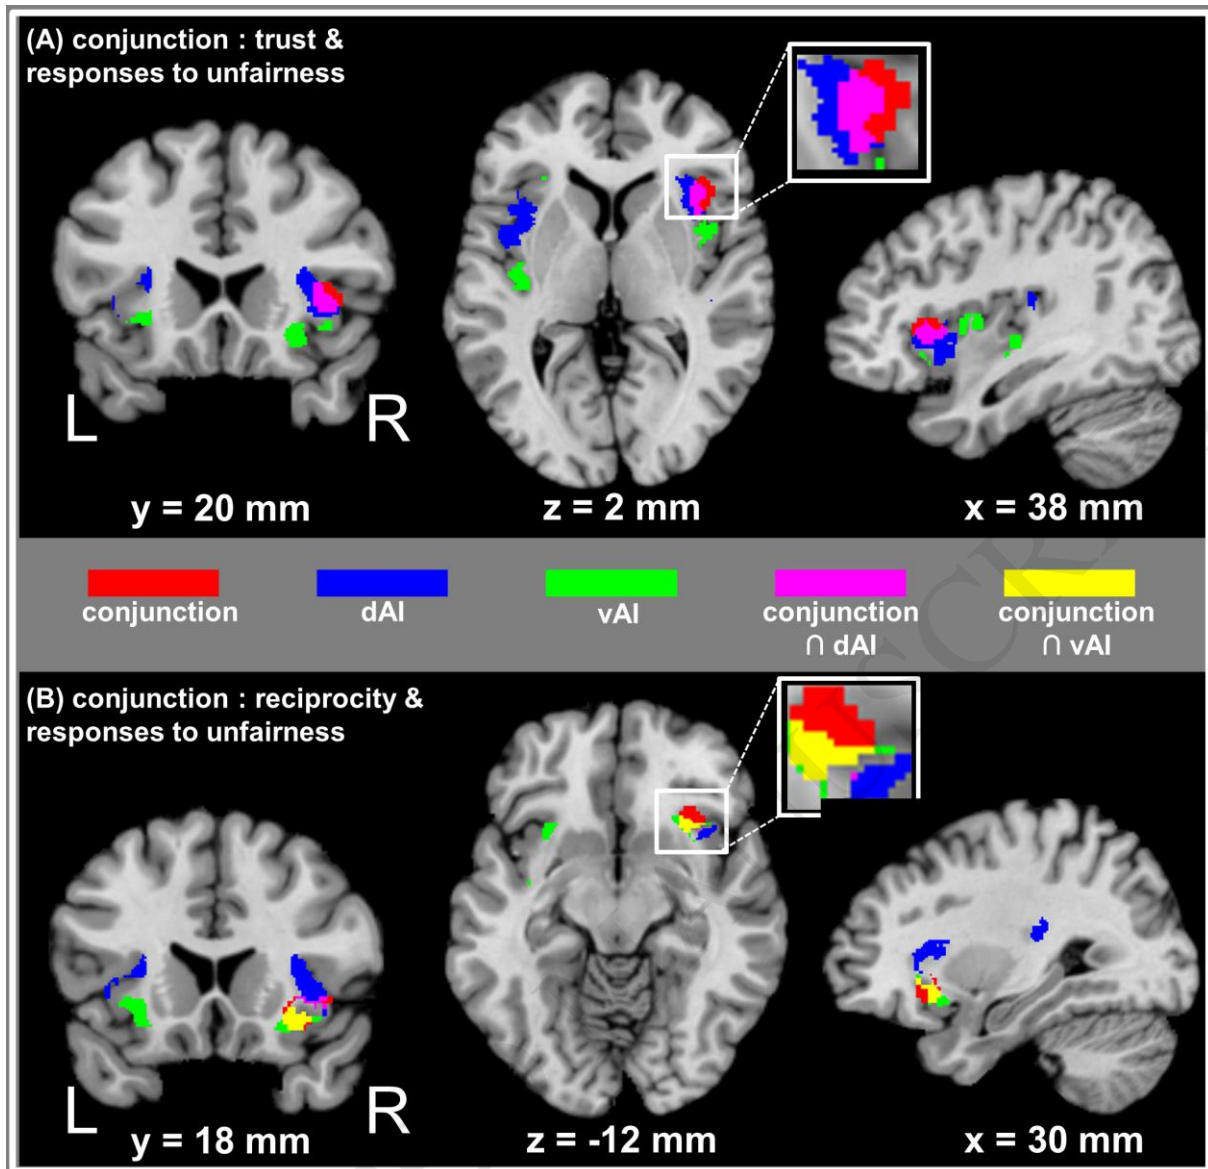 (A) conjunction : trust &
responses to unfairness
L
R
y = 20 mm
z = 2 mm
x = 38 mm
conjunction
dAI
vAI
conjunction
∩ dAI
conjunction
∩ vAI
(B) conjunction : reciprocity &
responses to unfairness
L
R
y = 18 mm
z = -12 mm
x = 30 mm